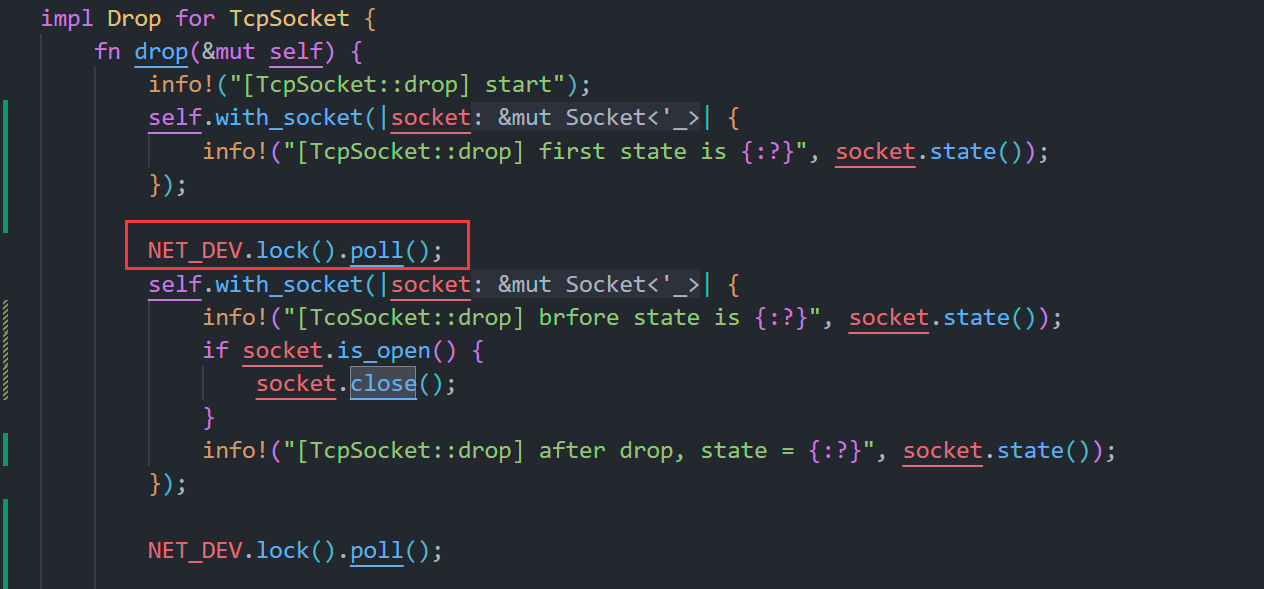 impl Drop for TcpSocket {
fn drop(&mut self) {
info!("[TcpSocket::drop] start");
self.with_socket(|socket: &mut Socket<'_>| {
info!("[TcpSocket::drop] first state is {:?}", socket.state());
});
NET_DEV.lock().poll();
self.with_socket(|socket: &mut Socket<'_>| {
info!("[TcoSocket::drop] brfore state is {:?}", socket.state());
if socket.is_open() {
socket.close();
}
info!("[TcpSocket::drop] after drop, state = {:?}", socket.state());
});
NET_DEV.lock().poll();